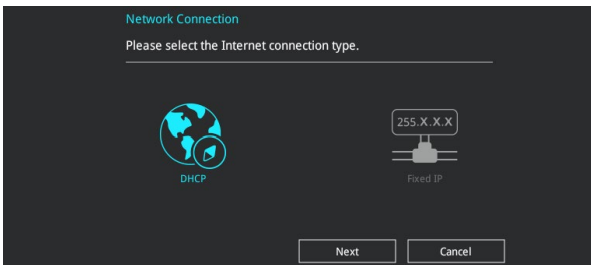 Network Connection
Please select the Internet connection type.
255.X.X.X
DHCP
Fixed IP
Next
Cancel